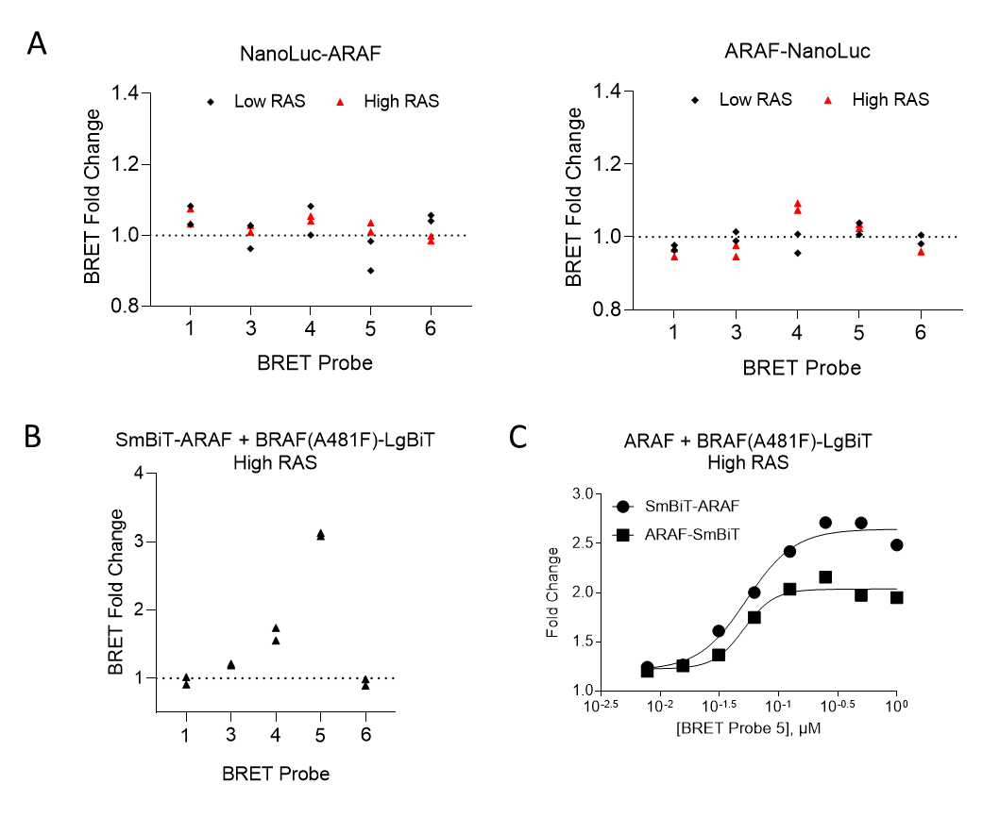 A
NanoLuc-ARAF
Low RAS
High RAS
BRET Fold Change
1.4
1.2
1.0
0.8
1 3 4 5 6
BRET Probe
ARAF-NanoLuc
Low RAS
High RAS
BRET Fold Change
1.4
1.2
1.0
0.8
1 3 4 5 6
BRET Probe
B
SmBiT-ARAF + BRAF(A481F)-LgBiT
High RAS
BRET Fold Change
4
3
2
1
1 3 4 5 6
BRET Probe
C
ARAF + BRAF(A481F)-LgBiT
High RAS
SmBiT-ARAF
ARAF-SmBiT
Fold Change
3.0
2.5
2.0
1.5
1.0
10^-2.5 10^-2 10^-1.5 10^-1 10^-0.5 10^0
[BRET Probe 5], µM